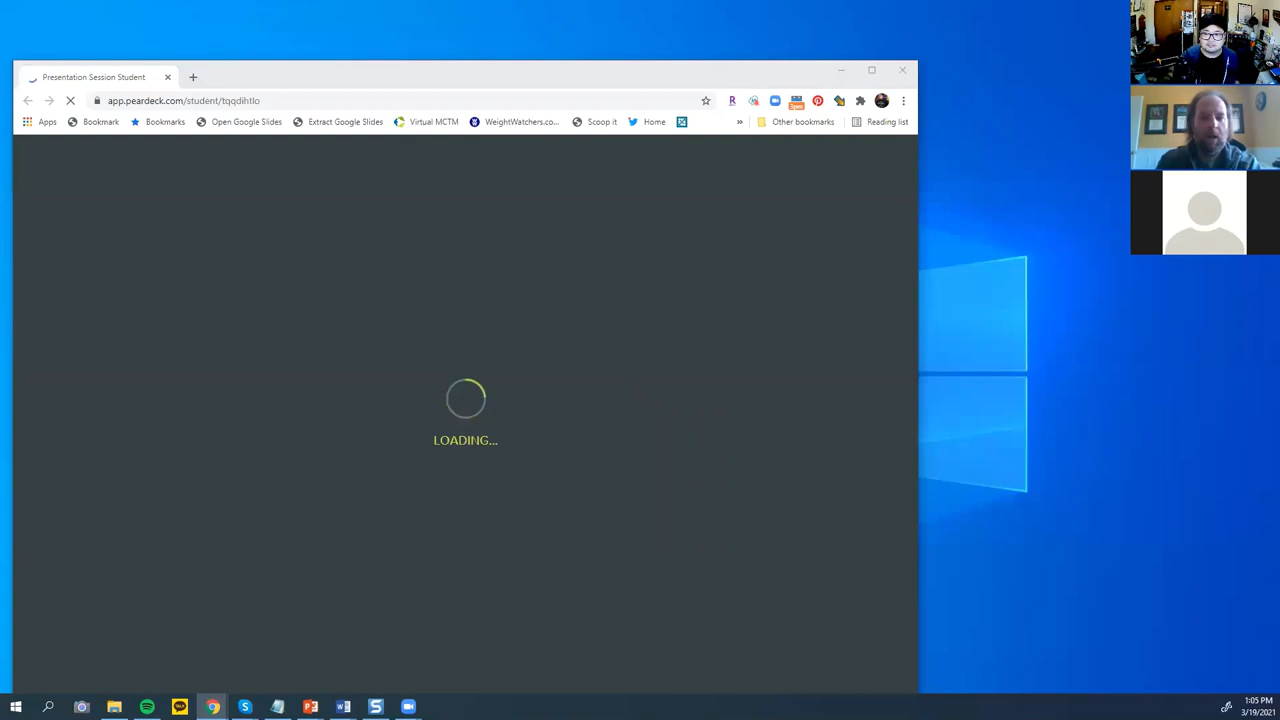 Presentation Session Student
app.peardeck.com/student/tqqdihtlo
Apps Bookmark Bookmarks Open Google Slides Extract Google Slides Virtual MCTM WeightWatchers.co... Scoop it Home » Other bookmarks Reading list
LOADING...
1:05 PM
3/19/2021